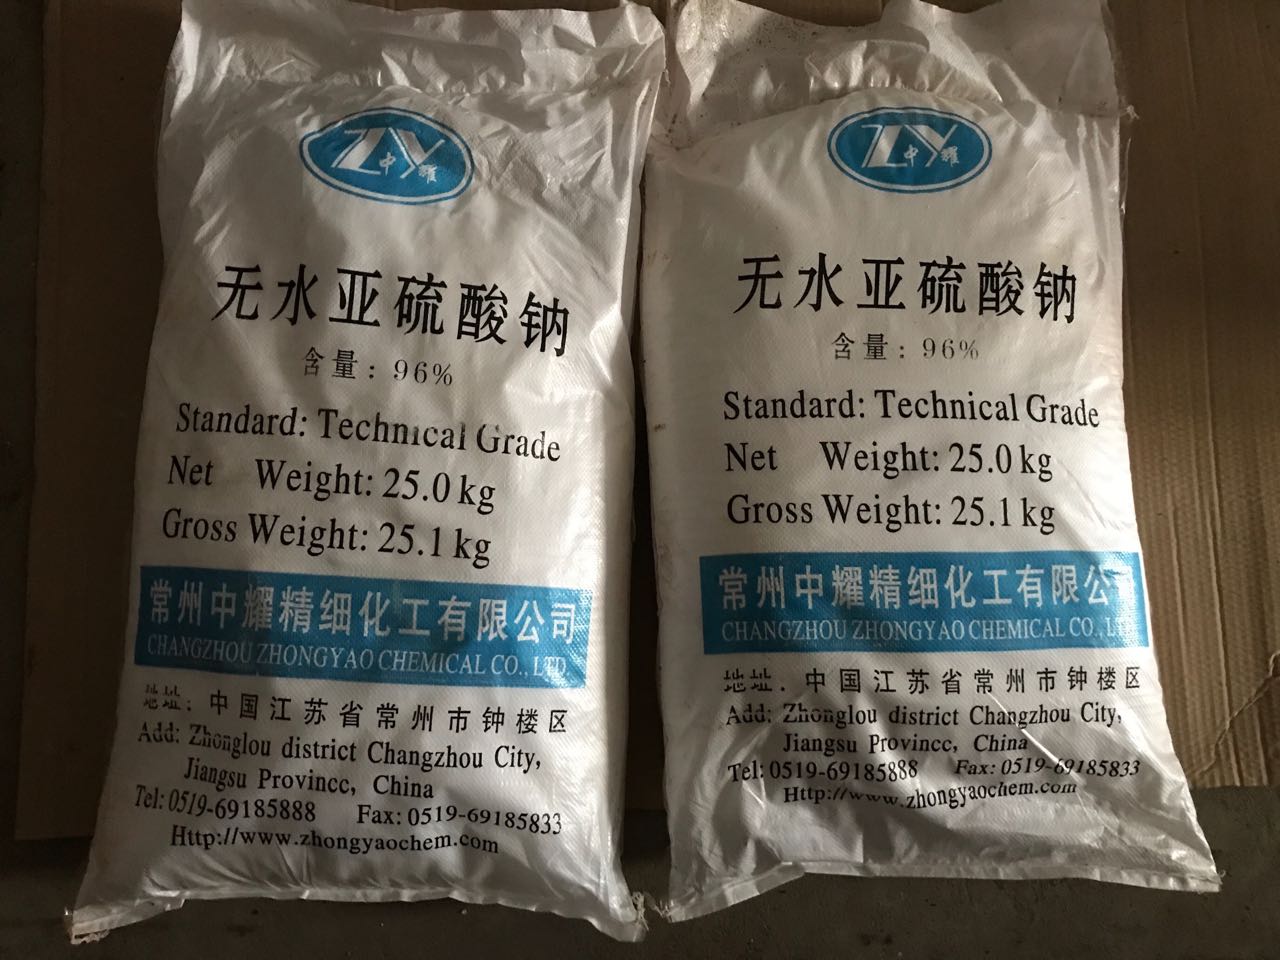 ZY
中耀
无水亚硫酸钠
含量: 96%
Standard: Technical Grade
Net Weight: 25.0 kg
Gross Weight: 25.1 kg
常州中耀精细化工有限公司
CHANGZHOU ZHONGYAO CHEMICAL CO., LTD.
地址: 中国江苏省常州市钟楼区
Add: Zhonglou district Changzhou City,
Jiangsu Provincc, China
Tel: 0519-69185888 Fax: 0519-69185833
Http://www.zhongyaochem.com
ZY
中耀
无水亚硫酸钠
含量: 96%
Standard: Technical Grade
Net Weight: 25.0 kg
Gross Weight: 25.1 kg
常州中耀精细化工有限公
CHANGZHOU ZHONGYAO CHEMICAL CO., LT
地址: 中国江苏省常州市钟楼区
Add: Zhonglou district Changzhou City,
Jiangsu Provincc, China
Tel: 0519-69185888 Fax: 0519-69185833
Http://www.zhongyaochem.com